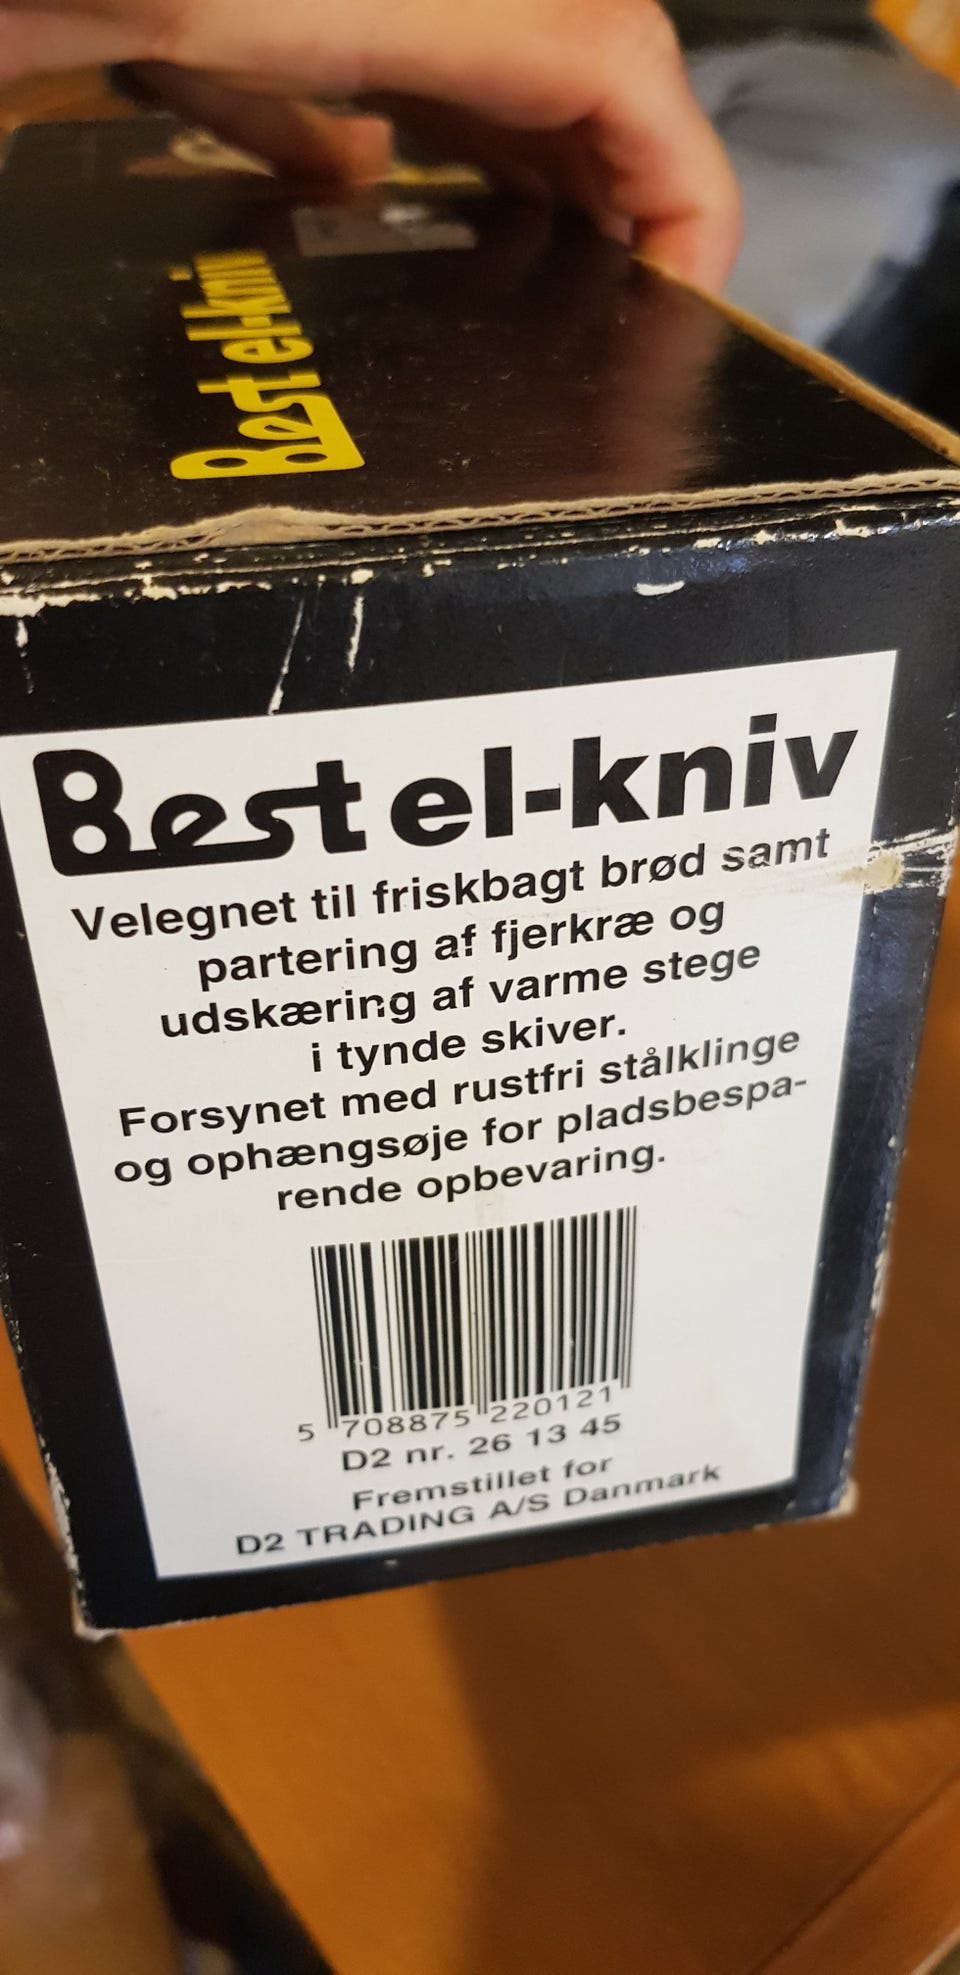 Best el-kniv
Best el-kniv
Velegnet til friskbagt brød samt
partering af fjerkræ og
udskæring af varme stege
i tynde skiver.
Forsynet med rustfri stålklinge
og ophængsøje for pladsbespa-
rende opbevaring.
5 708875 220121
D2 nr. 26 13 45
Fremstillet for
D2 TRADING A/S Danmark